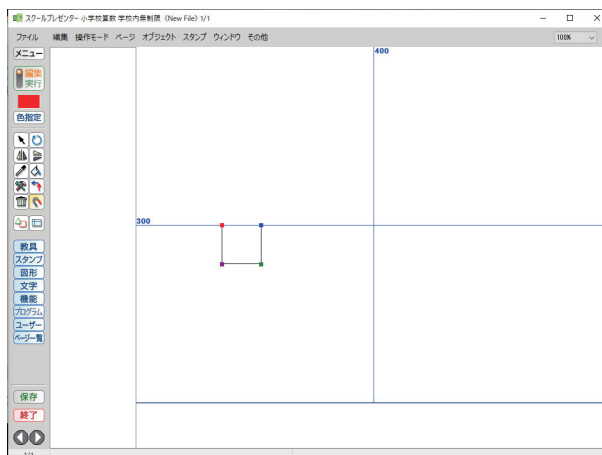 スクールプレゼンター 小学校算数 学校内無制限 (New File) 1/1
ファイル 編集 操作モード ページ オブジェクト スタンプ ウィンドウ その他
100%
メニュー
編集
実行
色指定
400
300
教具
スタンプ
図形
文字
機能
プログラム
ユーザー
ページ一覧
保存
終了
1/1